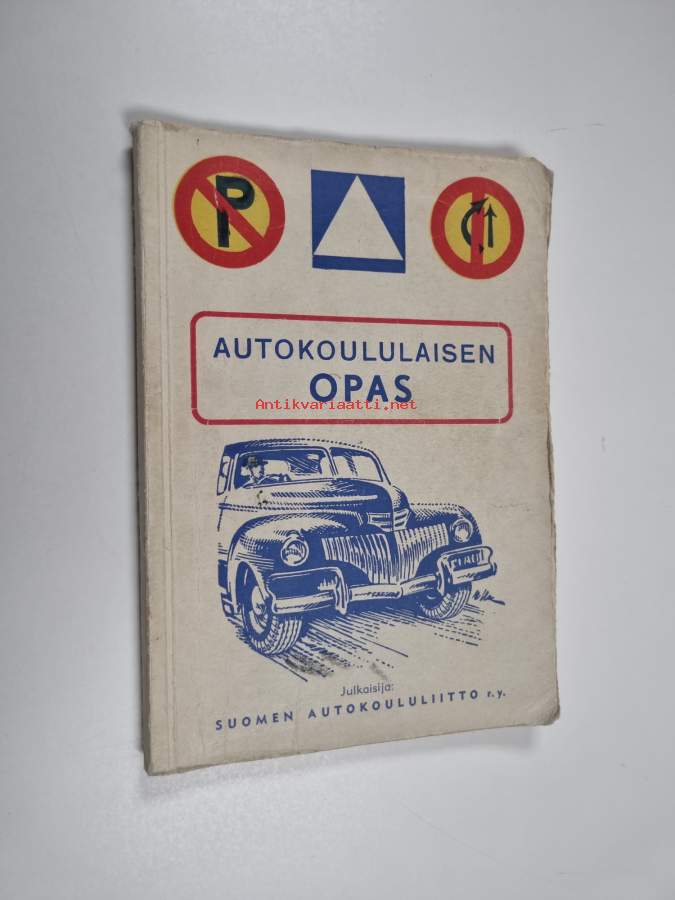 P
AUTOKOULULAISEN
OPAS
Antikvariaatti.net
Julkaisija:
SUOMEN AUTOKOULULIITTO r.y.